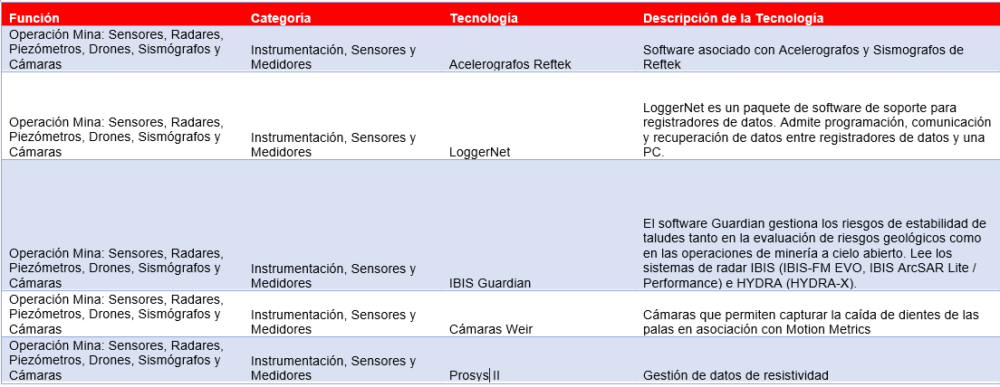 Función Categoría Tecnología Descripción de la Tecnología
Operación Mina: Sensores, Radares,
Piezómetros, Drones, Sismógrafos y
Cámaras
Instrumentación, Sensores y
Medidores
Acelerografos Reftek
Software asociado con Acelerografos y Sismografos de
Reftek
Operación Mina: Sensores, Radares,
Piezómetros, Drones, Sismógrafos y
Cámaras
Instrumentación, Sensores y
Medidores
LoggerNet
LoggerNet es un paquete de software de soporte para
registradores de datos. Admite programación, comunicación
y recuperación de datos entre registradores de datos y una
PC.
Operación Mina: Sensores, Radares,
Piezómetros, Drones, Sismógrafos y
Cámaras
Instrumentación, Sensores y
Medidores
IBIS Guardian
El software Guardian gestiona los riesgos de estabilidad de
taludes tanto en la evaluación de riesgos geológicos como
en las operaciones de minería a cielo abierto. Lee los
sistemas de radar IBIS (IBIS-FM EVO, IBIS ArcSAR Lite /
Performance) e HYDRA (HYDRA-X).
Operación Mina: Sensores, Radares,
Piezómetros, Drones, Sismógrafos y
Cámaras
Instrumentación, Sensores y
Medidores
Cámaras Weir
Cámaras que permiten capturar la caída de dientes de las
palas en asociación con Motion Metrics
Operación Mina: Sensores, Radares,
Piezómetros, Drones, Sismógrafos y
Cámaras
Instrumentación, Sensores y
Medidores
Prosys II
Gestión de datos de resistividad